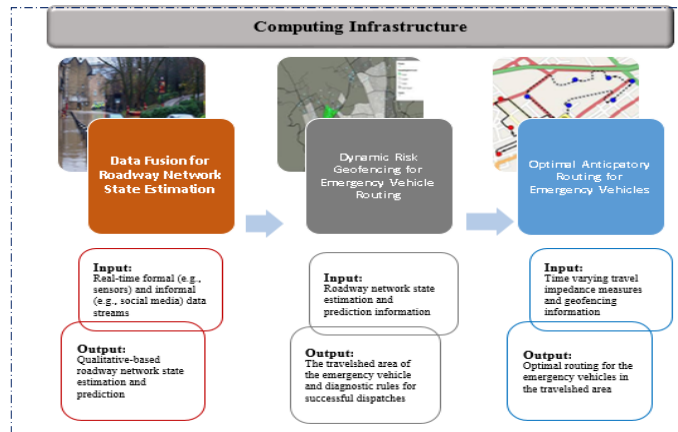 Computing Infrastructure
Data Fusion for
Roadway Network
State Estimation
Dynamic Risk
Geofencing for
Emergency Vehicle
Routing
Optimal Anticpatory
Routing for
Emergency Vehicles
Input:
Real-time formal (e.g.,
sensors) and informal
(e.g., social media) data
streams
Output:
Qualitative-based
roadway network state
estimation and
prediction
Input:
Roadway network state
estimation and
prediction information
Output:
The travelshed area of
the emergency vehicle
and diagnostic rules for
successful dispatches
Input:
Time varying travel
impedance measures
and geofencing
information
Output:
Optimal routing for the
emergency vehicles in
the travelshed area